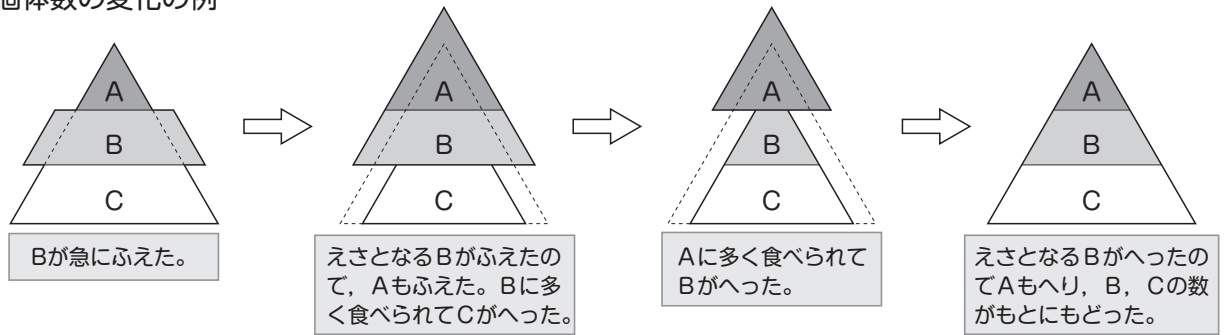 個体数の変化の例
A
B
C
A
B
C
A
B
C
A
B
C
Bが急にふえた。
えさとなるBがふえたの
で，Aもふえた。Bに多
く食べられてCがへった。
Aに多く食べられて
Bがへった。
えさとなるBがへったの
でAもへり，B，Cの数
がもとにもどった。